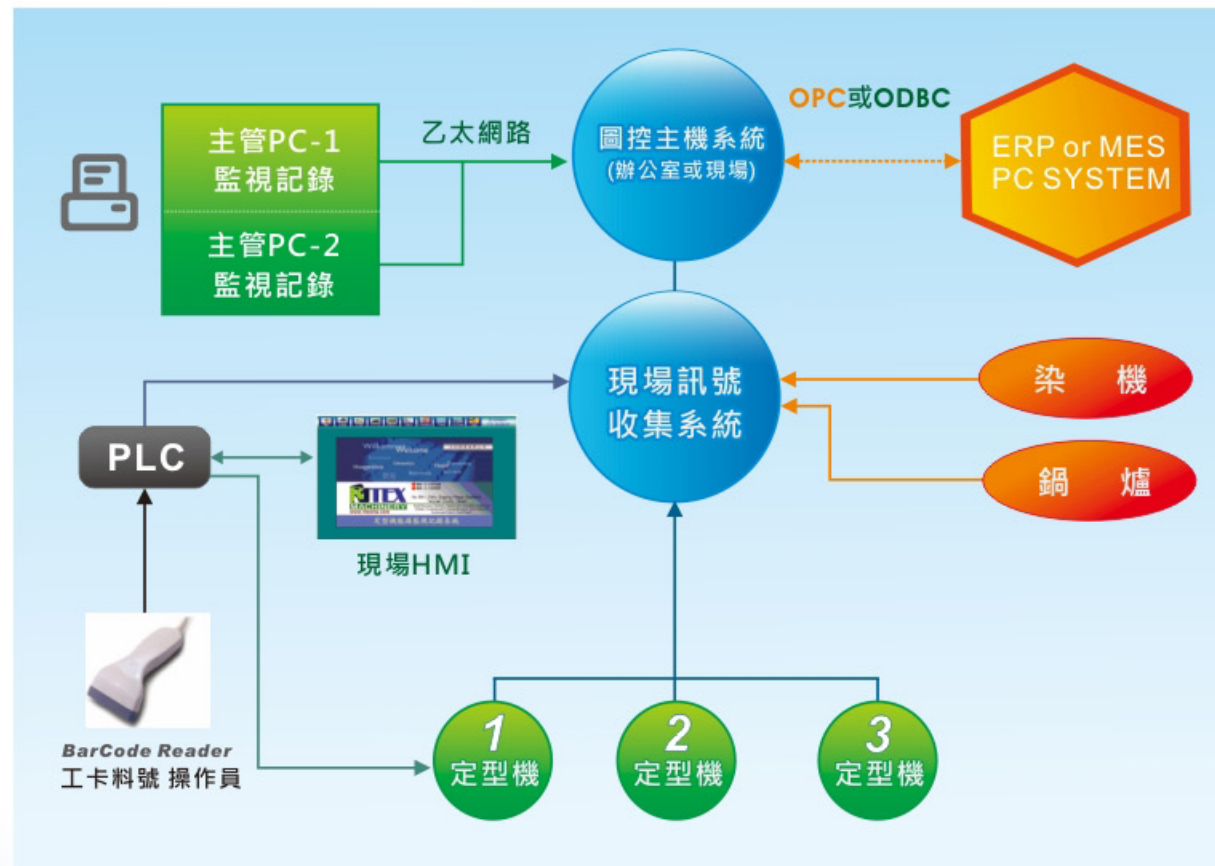 主管PC-1
監視記錄
主管PC-2
監視記錄
乙太網路
圖控主機系統
(辦公室或現場)
OPC或ODBC
ERP or MES
PC SYSTEM
現場訊號
收集系統
染 機
鍋 爐
PLC
Welcome
TEX
MACHINERY
現場HMI
BarCode Reader
工卡料號 操作員
1
定型機
2
定型機
3
定型機